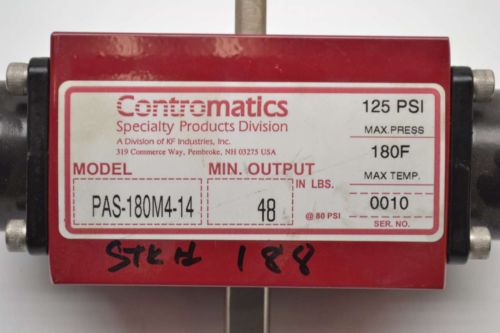 Contromatics
Specialty Products Division
A Division of KF Industries, Inc.
319 Commerce Way, Pembroke, NH 03275 USA
125 PSI
MAX.PRESS
180F
MAX TEMP.
0010
SER. NO.
MODEL
PAS-180M4-14
MIN. OUTPUT
IN LBS.
48
@ 80 PSI
STK# 188